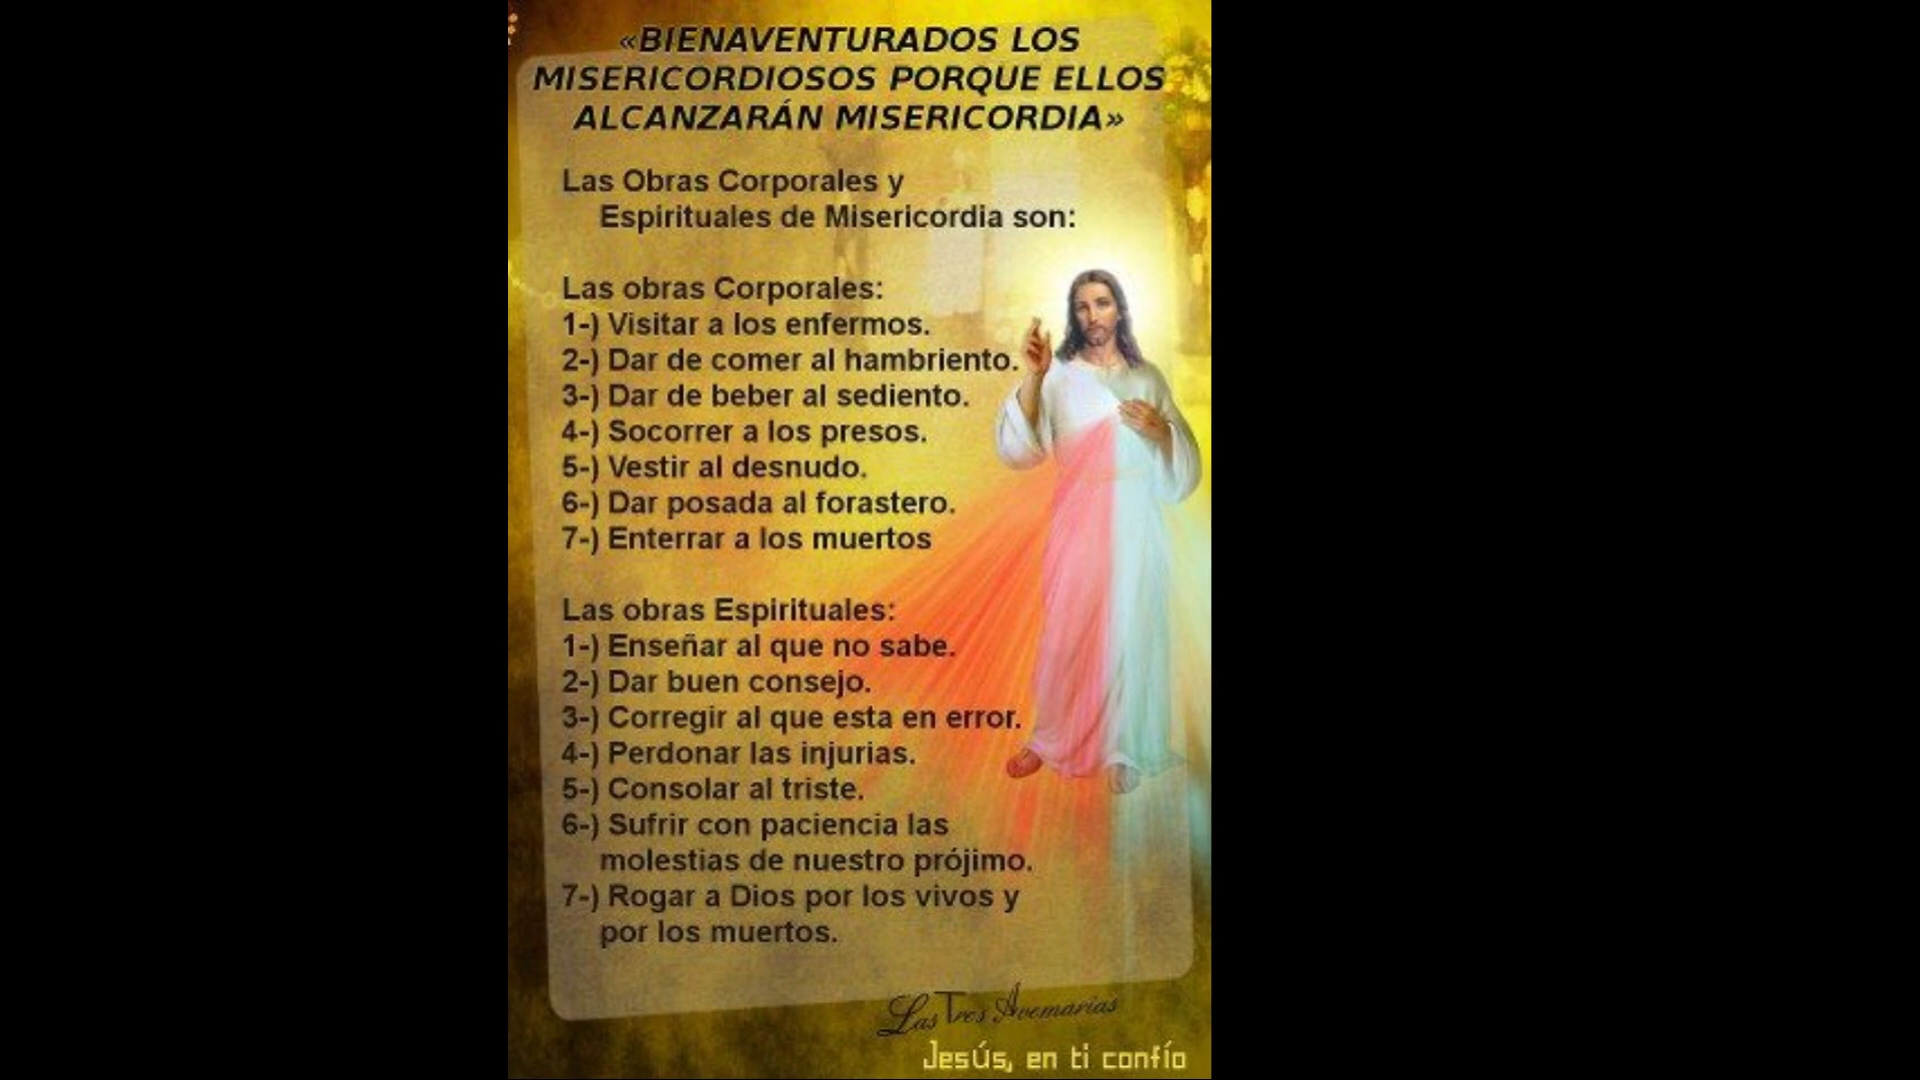 «BIENAVENTURADOS LOS
MISERICORDIOSOS PORQUE ELLOS
ALCANZARÁN MISERICORDIA»
Las Obras Corporales y
Espirituales de Misericordia son:
Las obras Corporales:
1-) Visitar a los enfermos.
2-) Dar de comer al hambriento.
3-) Dar de beber al sediento.
4-) Socorrer a los presos.
5-) Vestir al desnudo.
6-) Dar posada al forastero.
7-) Enterrar a los muertos
Las obras Espirituales:
1-) Enseñar al que no sabe.
2-) Dar buen consejo.
3-) Corregir al que esta en error.
4-) Perdonar las injurias.
5-) Consolar al triste.
6-) Sufrir con paciencia las
molestias de nuestro prójimo.
7-) Rogar a Dios por los vivos y
por los muertos.
Las Tres Avemarías
Jesús, en ti confío